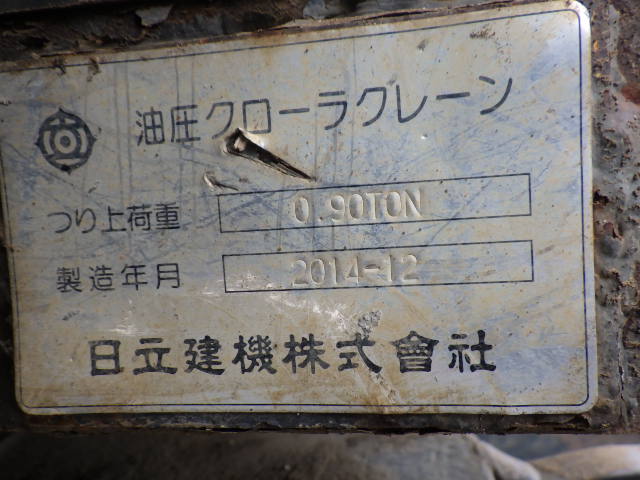 油圧クローラクレーン
つり上荷重 0.90TON
製造年月 2014-12
日立建機株式會社